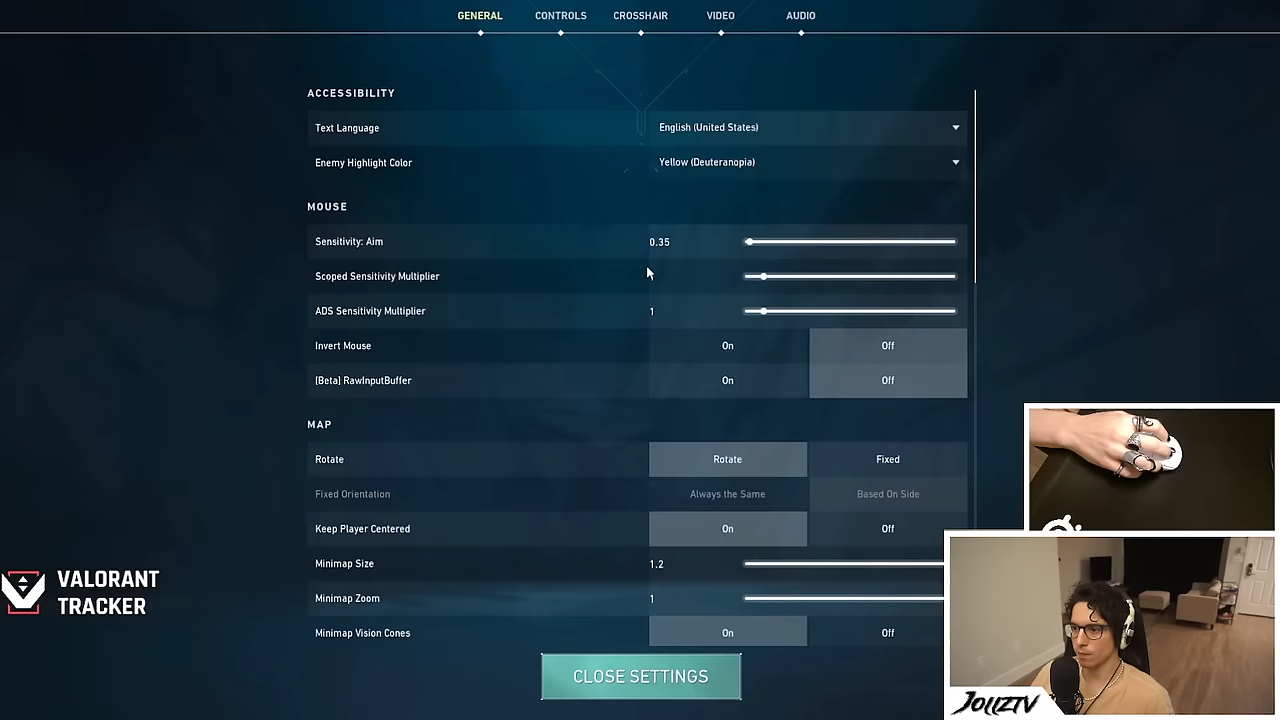 GENERAL CONTROLS CROSSHAIR VIDEO AUDIO
ACCESSIBILITY
Text Language English (United States)
Enemy Highlight Color Yellow (Deuteranopia)
MOUSE
Sensitivity: Aim 0.35
Scoped Sensitivity Multiplier
ADS Sensitivity Multiplier 1
Invert Mouse On Off
[Beta] RawInputBuffer On Off
MAP
Rotate Rotate Fixed
Fixed Orientation Always the Same Based On Side
Keep Player Centered On Off
Minimap Size 1.2
Minimap Zoom 1
Minimap Vision Cones On Off
CLOSE SETTINGS
VALORANT
TRACKER
JOLLZTV